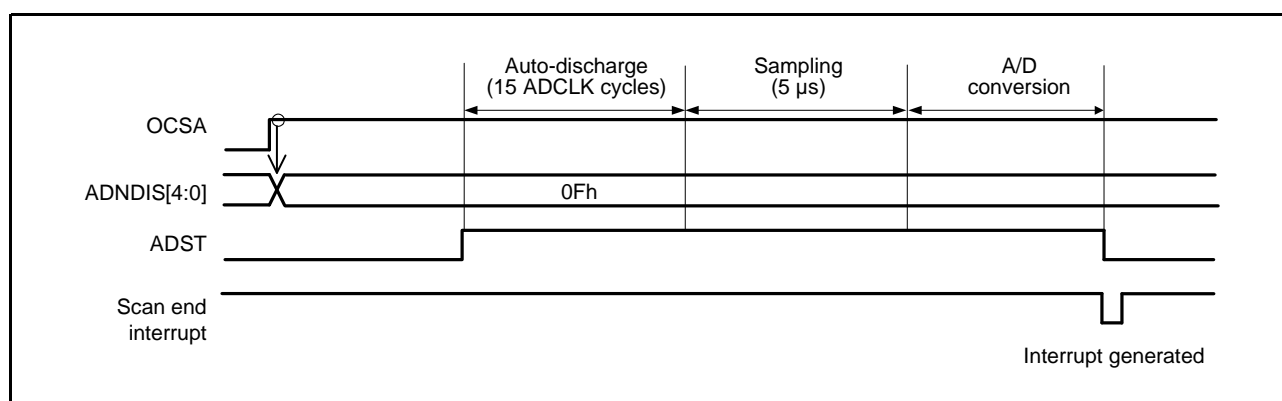 Auto-discharge
(15 ADCLK cycles)
Sampling
(5 µs)
A/D
conversion
OCSA
ADNDIS[4:0]
0Fh
ADST
Scan end
interrupt
Interrupt generated